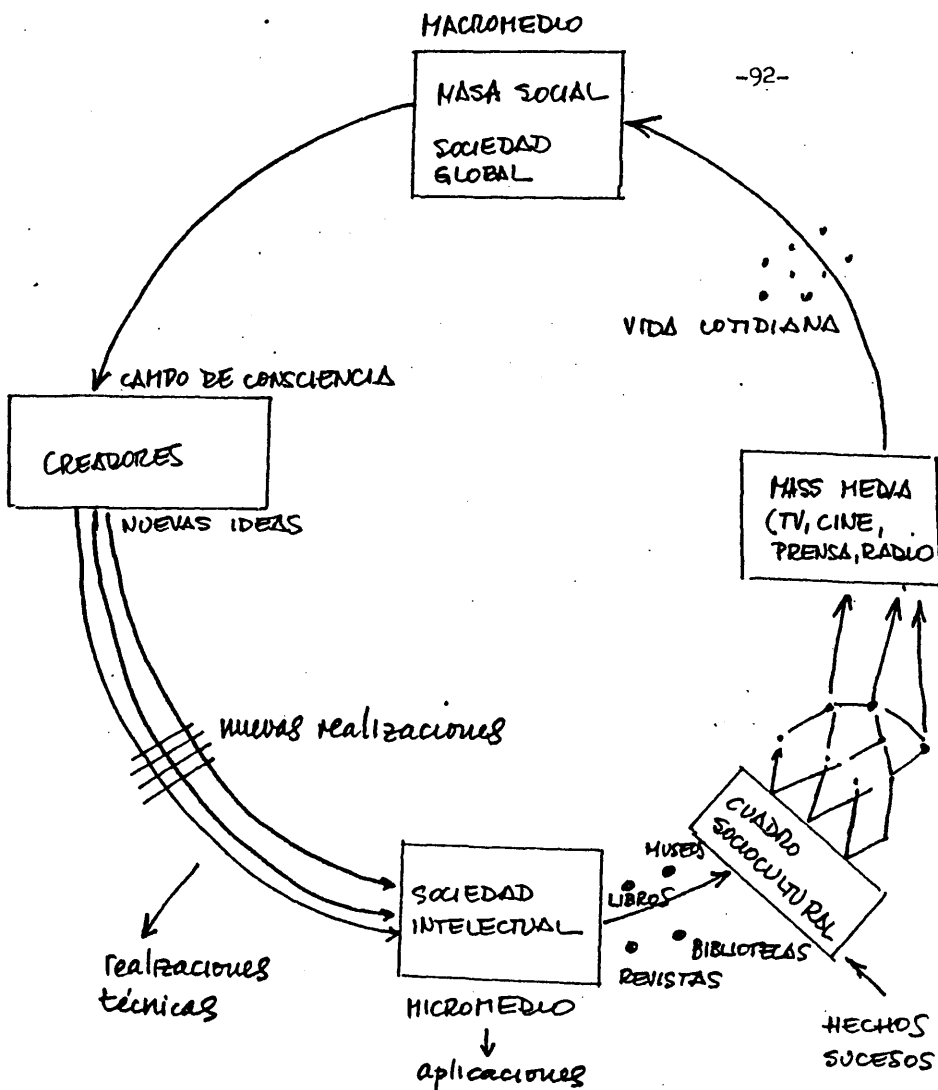 MACROMEDIO
-92-
MASA SOCIAL
SOCIEDAD
GLOBAL
VIDA COTIDIANA
CAMPO DE CONSCIENCIA
CREADORES
NUEVAS IDEAS
MASS MEDIA
(TV, CINE,
PRENSA, RADIO
nuevas realizaciones
CUADRO
SOCIOCULTURAL
MUSEOS
LIBROS
SOCIEDAD
INTELECTUAL
BIBLIOTECAS
REVISTAS
realizaciones
técnicas
MICROMEDIO
aplicaciones
HECHOS
SUCESOS